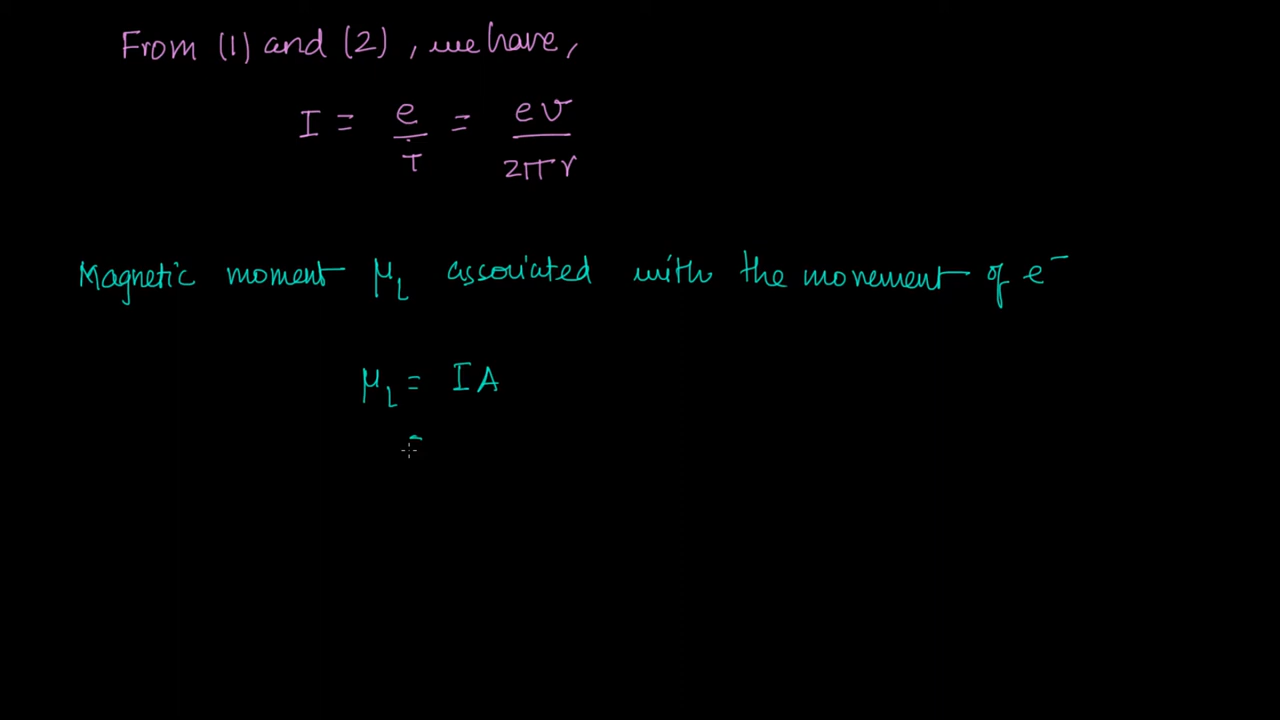 From (1) and (2), we have,
I = e/T = ev/2πr
Magnetic moment μL associated with the movement of e⁻
μL = IA
=